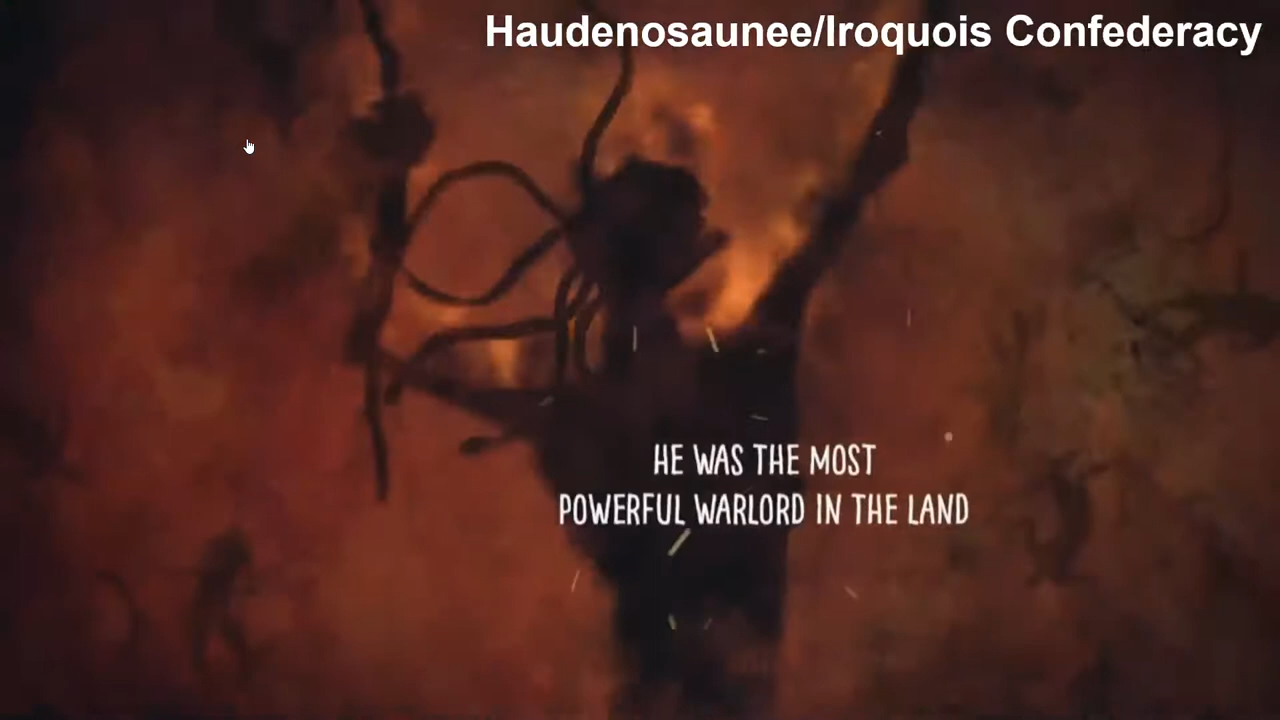 Haudenosaunee/Iroquois Confederacy
HE WAS THE MOST
POWERFUL WARLORD IN THE LAND